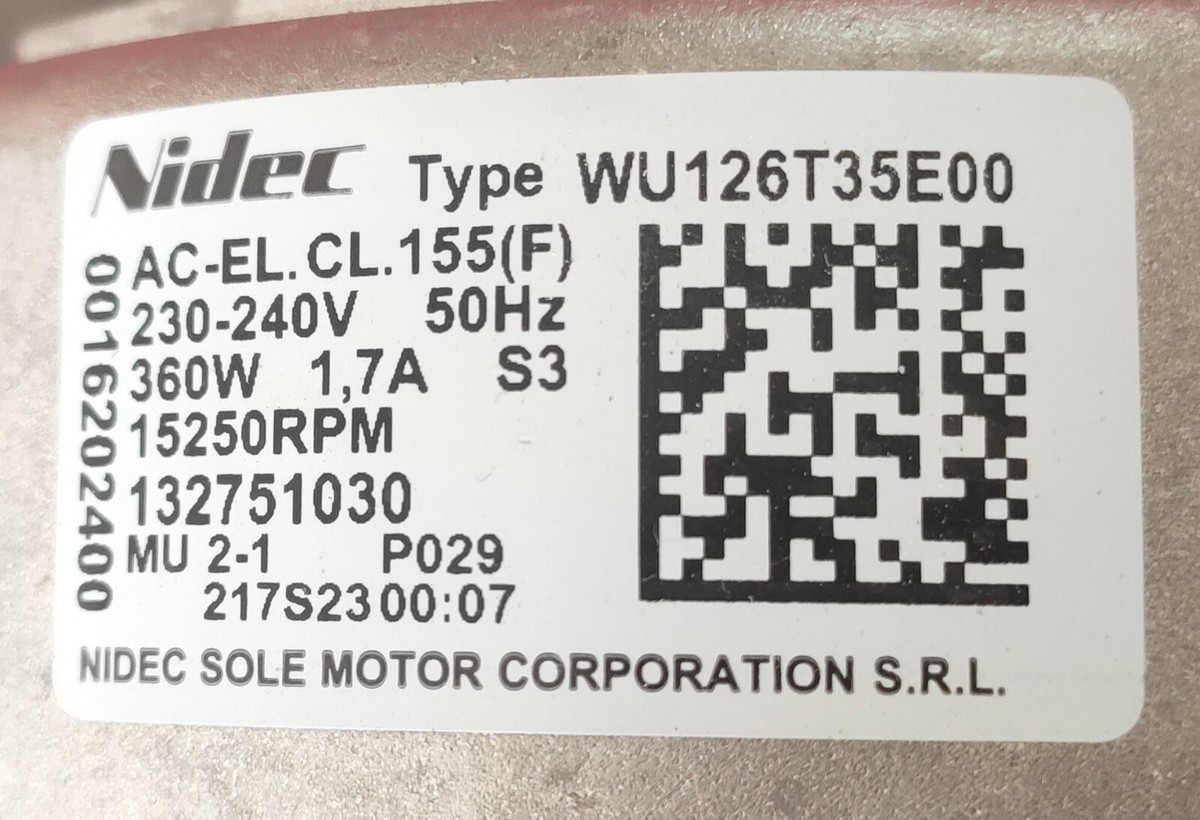 Nidec Type WU126T35E00
AC-EL. CL.155(F)
230-240V 50Hz
360W 1,7A S3
15250RPM
132751030
MU 2-1 P029
217S23 00:07
001620202400
NIDEC SOLE MOTOR CORPORATION S.R.L.